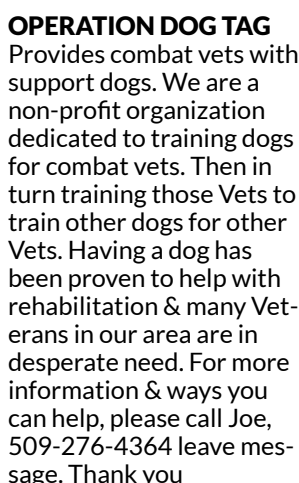 OPERATION DOG TAG
Provides combat vets with
support dogs. We are a
non-profit organization
dedicated to training dogs
for combat vets. Then in
turn training those Vets to
train other dogs for other
Vets. Having a dog has
been proven to help with
rehabilitation & many Vet-
erans in our area are in
desperate need. For more
information & ways you
can help, please call Joe,
509-276-4364 leave mes-
sage. Thank you